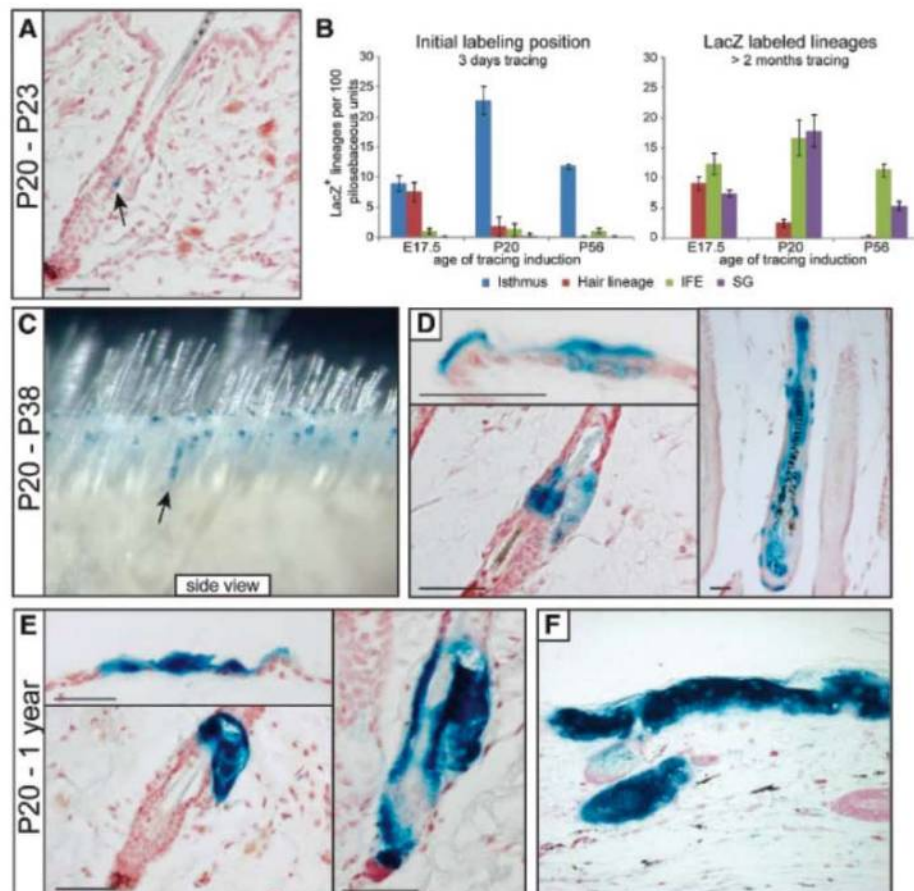 A
P20 - P23
B
Initial labeling position
3 days tracing
LacZ⁺ lineages per 100
pilosebaceous units
30
25
20
15
10
5
0
E17.5
P20
P56
age of tracing induction
LacZ labeled lineages
> 2 months tracing
30
25
20
15
10
5
0
E17.5
P20
P56
age of tracing induction
Isthmus
Hair lineage
IFE
SG
C
P20 - P38
side view
D
E
P20 - 1 year
F